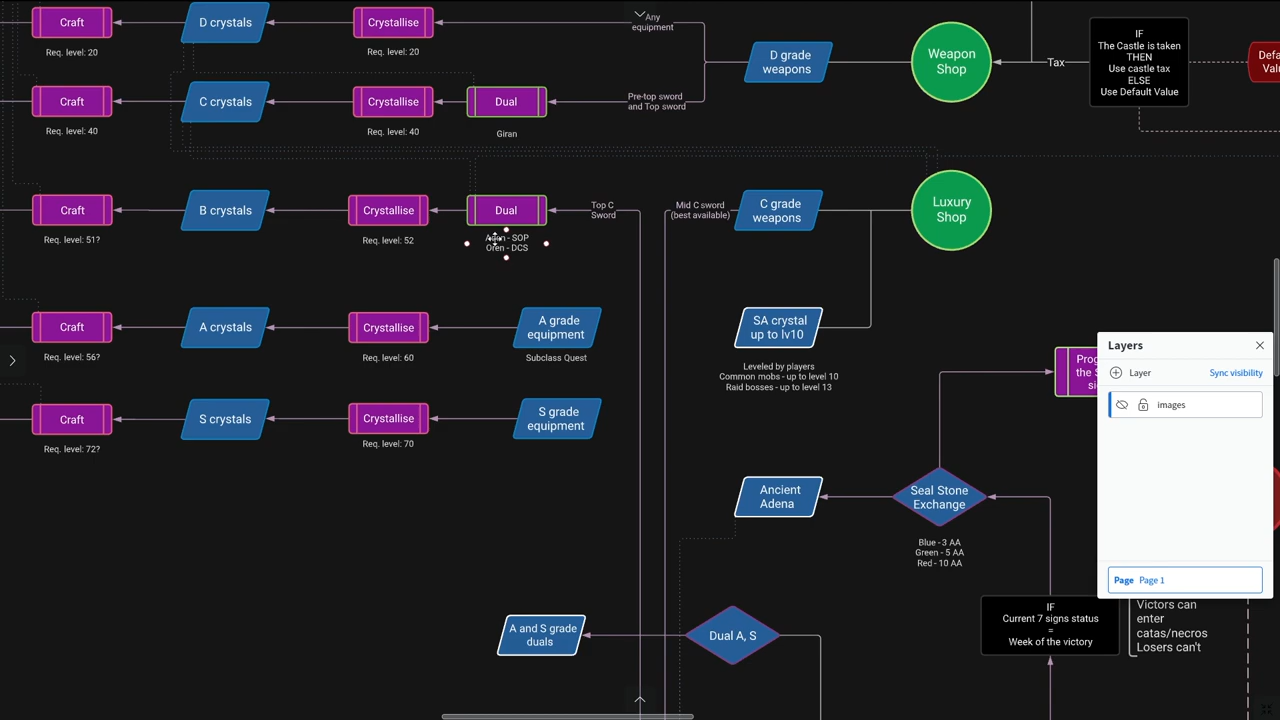 Craft
Req. level: 20
D crystals
Crystallise
Req. level: 20
Any
equipment
D grade
weapons
Weapon
Shop
Tax
IF
The Castle is taken
THEN
Use castle tax
ELSE
Use Default Value
Craft
Req. level: 40
C crystals
Crystallise
Req. level: 40
Dual
Giran
Pre-top sword
and Top sword
Craft
Req. level: 51?
B crystals
Crystallise
Req. level: 52
Dual
- SOP
Oren - DCS
Top C
Sword
Mid C sword
(best available)
C grade
weapons
Luxury
Shop
Craft
Req. level: 56?
A crystals
Crystallise
Req. level: 60
A grade
equipment
Subclass Quest
SA crystal
up to lv10
Leveled by players
Common mobs - up to level 10
Raid bosses - up to level 13
Craft
Req. level: 72?
S crystals
Crystallise
Req. level: 70
S grade
equipment
Ancient
Adena
Seal Stone
Exchange
Blue - 3 AA
Green - 5 AA
Red - 10 AA
the S
A and S grade
duals
Dual A, S
IF
Current 7 signs status
=
Week of the victory
Victors can
enter
catas/necros
Losers can't
Layers
Layer
Sync visibility
images
Page Page 1